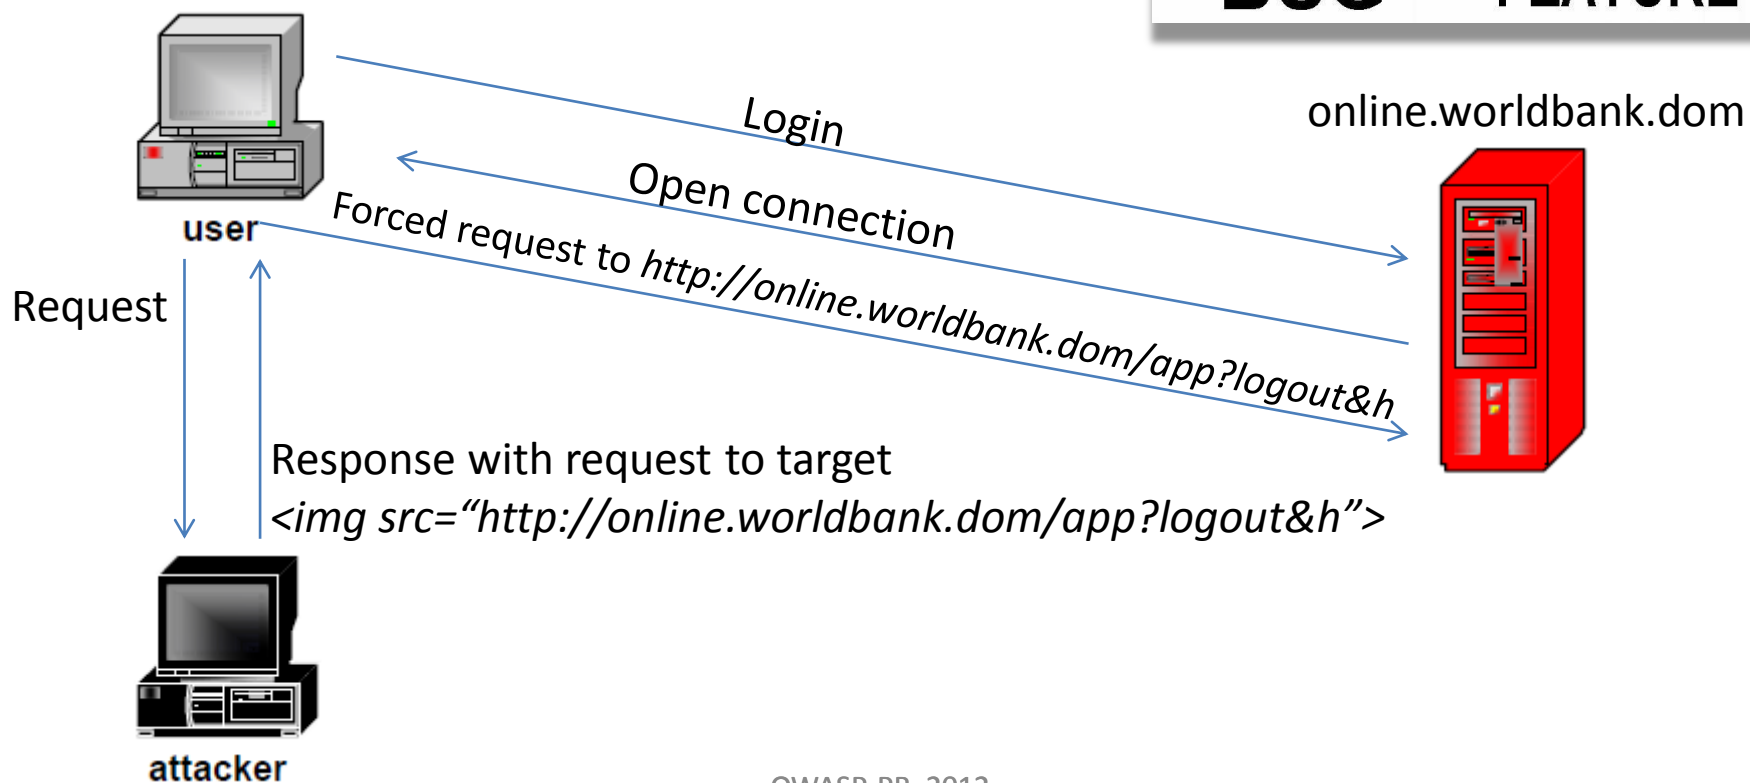 online.worldbank.dom
Login
Open connection
user
Forced request to http://online.worldbank.dom/app?logout&h
Request
Response with request to target
<img src=“http://online.worldbank.dom/app?logout&h”>
attacker